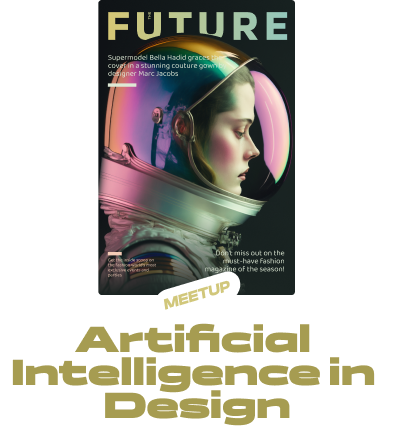 THE
FUTURE
Supermodel Bella Hadid graces
cover in a stunning couture gown
designer Marc Jacobs
Don't miss out on the
must-have fashion
magazine of the season!
MEETUP
Artificial
Intelligence in
Design